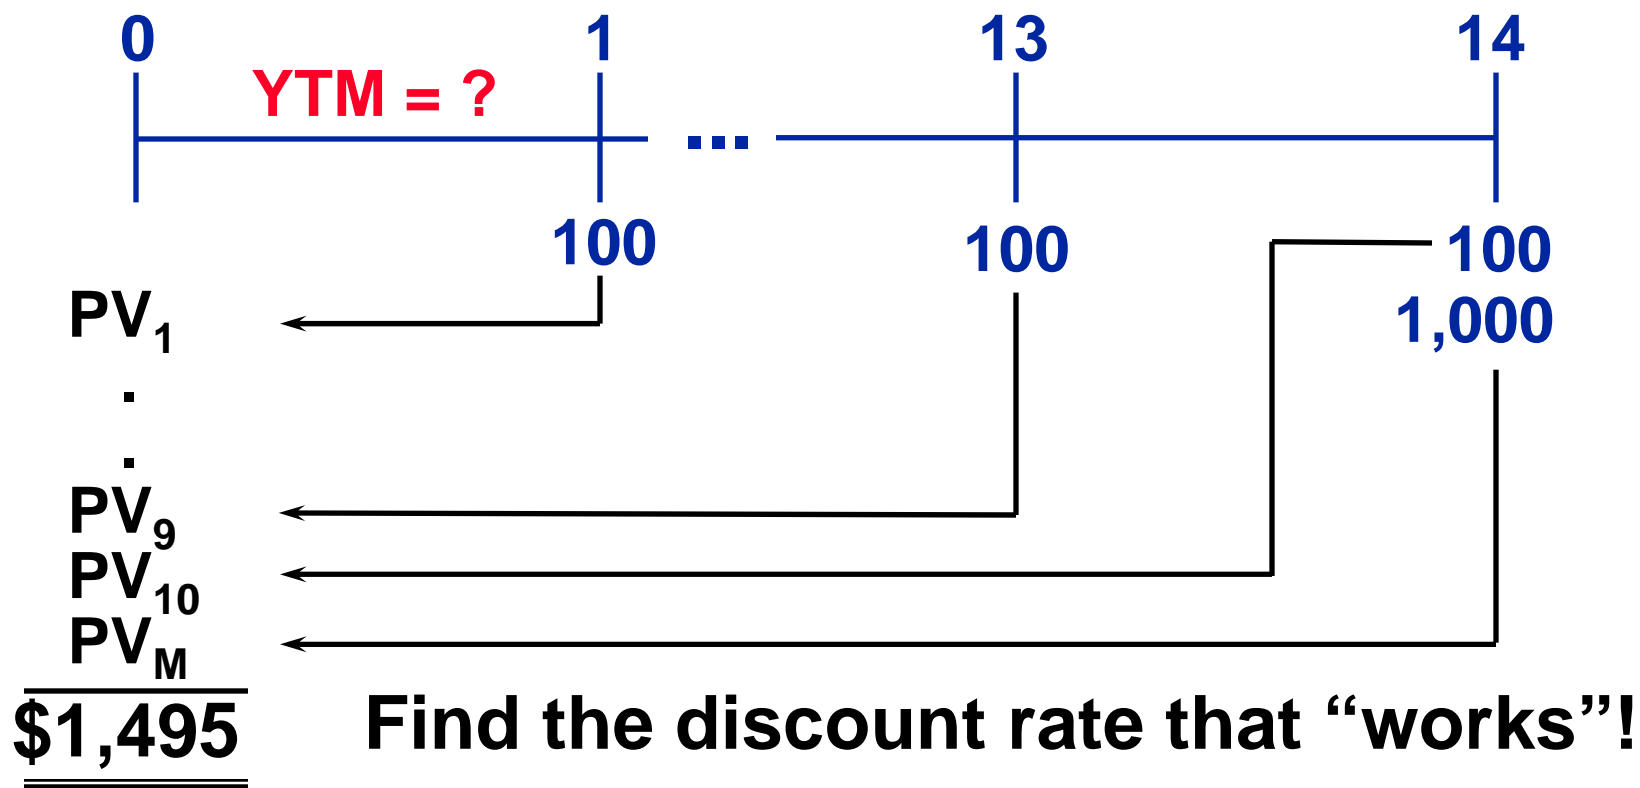 0 1 13 14
YTM = ?
...
100 100 100
1,000
PV1
.
.
PV9
PV10
PVM
$1,495 Find the discount rate that “works”!